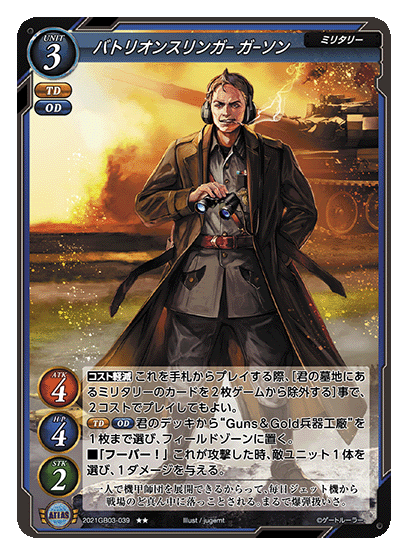 UNIT
3
パトリオンスリンガー ガーソン
ミリタリー
TD
OD
ATK
4
H.P
4
STK
2
コスト軽減 これを手札からプレイする際、[君の墓地にあ
るミリタリーのカードを2枚ゲームから除外する]事で、
2コストでプレイしてもよい。
TD OD 君のデッキから“Guns&Gold兵器工廠”を
1枚まで選び、フィールドゾーンに置く。
■「フーバー!」これが攻撃した時、敵ユニット1体を
選び、1ダメージを与える。
一人で機甲師団を展開できるからって、毎日ジェット機から戦
場のど真ん中に落っことされる。まるで爆弾扱いさ。
ATLAS
2021GB03-039 ★★
Illust / jugemt
©ゲートルーラー